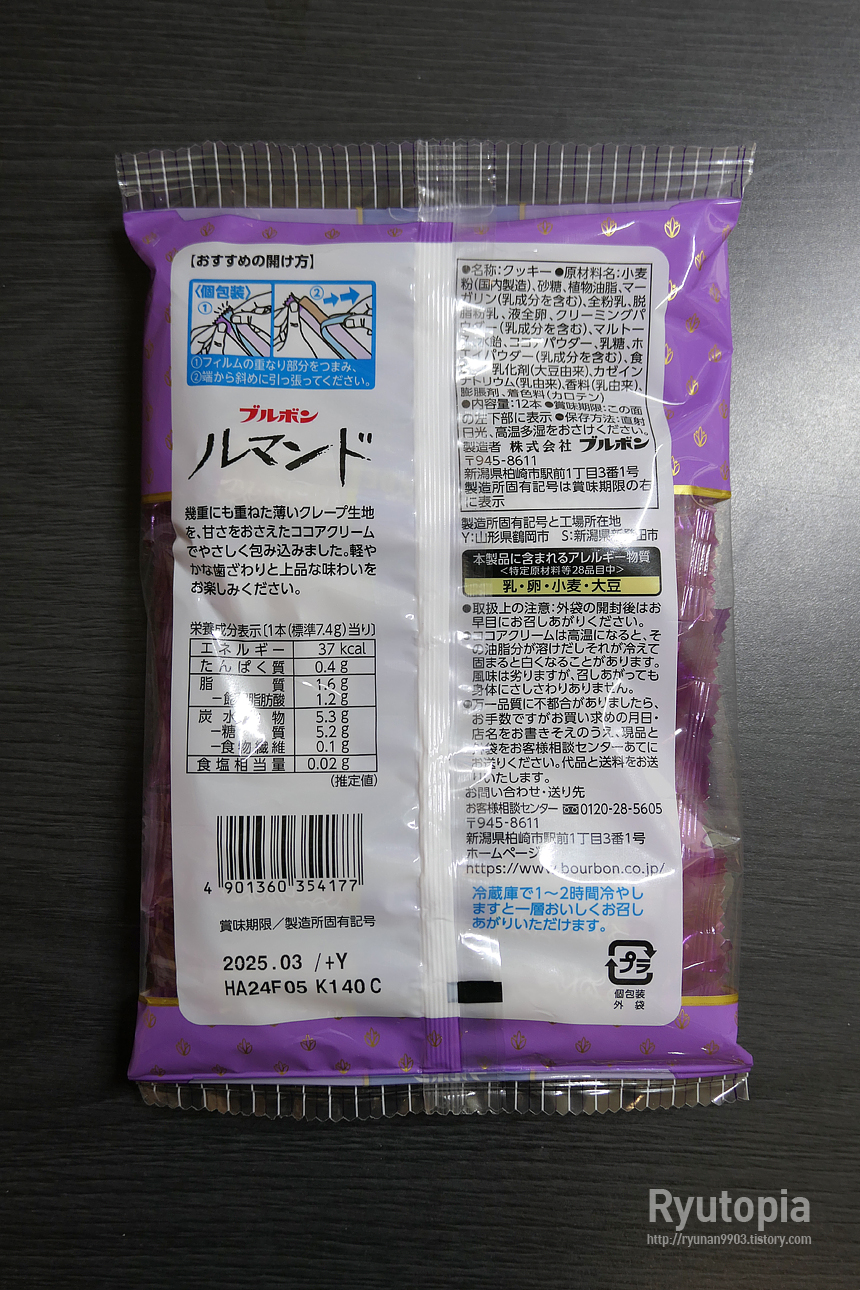 【おすすめの開け方】
〈個包装〉
① ②
①フィルムの重なり部分をつまみ、
②端から斜めに引っ張ってください。
ブルボン
ルマンド
幾重にも重ねた薄いクレープ生地
を、甘さをおさえたココアクリーム
でやさしく包み込みました。軽や
かな歯ざわりと上品な味わいを
お楽しみください。
栄養成分表示〔1本(標準7.4g)当り〕
エネルギー 37 kcal
たんぱく質 0.4 g
脂質 1.6 g
脂肪酸 1.2 g
炭水 物 5.3 g
−糖質 5.2 g
−食物繊維 0.1 g
食塩相当量 0.02 g
(推定値)
4 901360 354177
賞味期限／製造所固有記号
2025.03 /+Y
HA24F05 K140 C
●名称:クッキー ●原材料名:小麦
粉(国内製造)、砂糖、植物油脂、マー
ガリン(乳成分を含む)、全粉乳、脱
脂粉乳、液全卵、クリーミングパ
ウダー(乳成分を含む)、マルトー
ス、水飴、ココアパウダー、乳糖、ホ
エイパウダー(乳成分を含む)、食
乳化剤(大豆由来)、カゼイン
ナトリウム(乳由来)、香料(乳由来)、
膨脹剤、着色料(カロテン)
●内容量:12本 ●賞味期限:この面
の左下部に表示 ●保存方法:直射
日光、高温多湿をおさけください。
製造者 株式会社 ブルボン
〒945-8611
新潟県柏崎市駅前1丁目3番1号
製造所固有記号は賞味期限の右
に表示
製造所固有記号と工場所在地
Y:山形県鶴岡市 S:新潟県新発田市
本製品に含まれるアレルギー物質
<特定原材料等28品目中>
乳・卵・小麦・大豆
●取扱上の注意:外袋の開封後はお
早目にお召しあがりください。
●ココアクリームは高温になると、そ
の油脂分が溶けだしそれが冷えて
固まると白くなることがあります。
風味は劣りますが、召しあがっても
身体にさしさわりありません。
●万一品質に不都合がありましたら、
お手数ですがお買い求めの月日・
店名をお書きそえのうえ、現品と
外袋をお客様相談センターあてに
お送りください。代品と送料をお送
りいたします。
お問い合わせ・送り先
お客様相談センター 0120-28-5605
〒945-8611
新潟県柏崎市駅前1丁目3番1号
ホームページ
https://www.bourbon.co.jp/
冷蔵庫で1～2時間冷やし
ますと一層おいしくお召し
あがりいただけます。
プラ
個包装
外袋
Ryutopia
http://ryunan9903.tistory.com